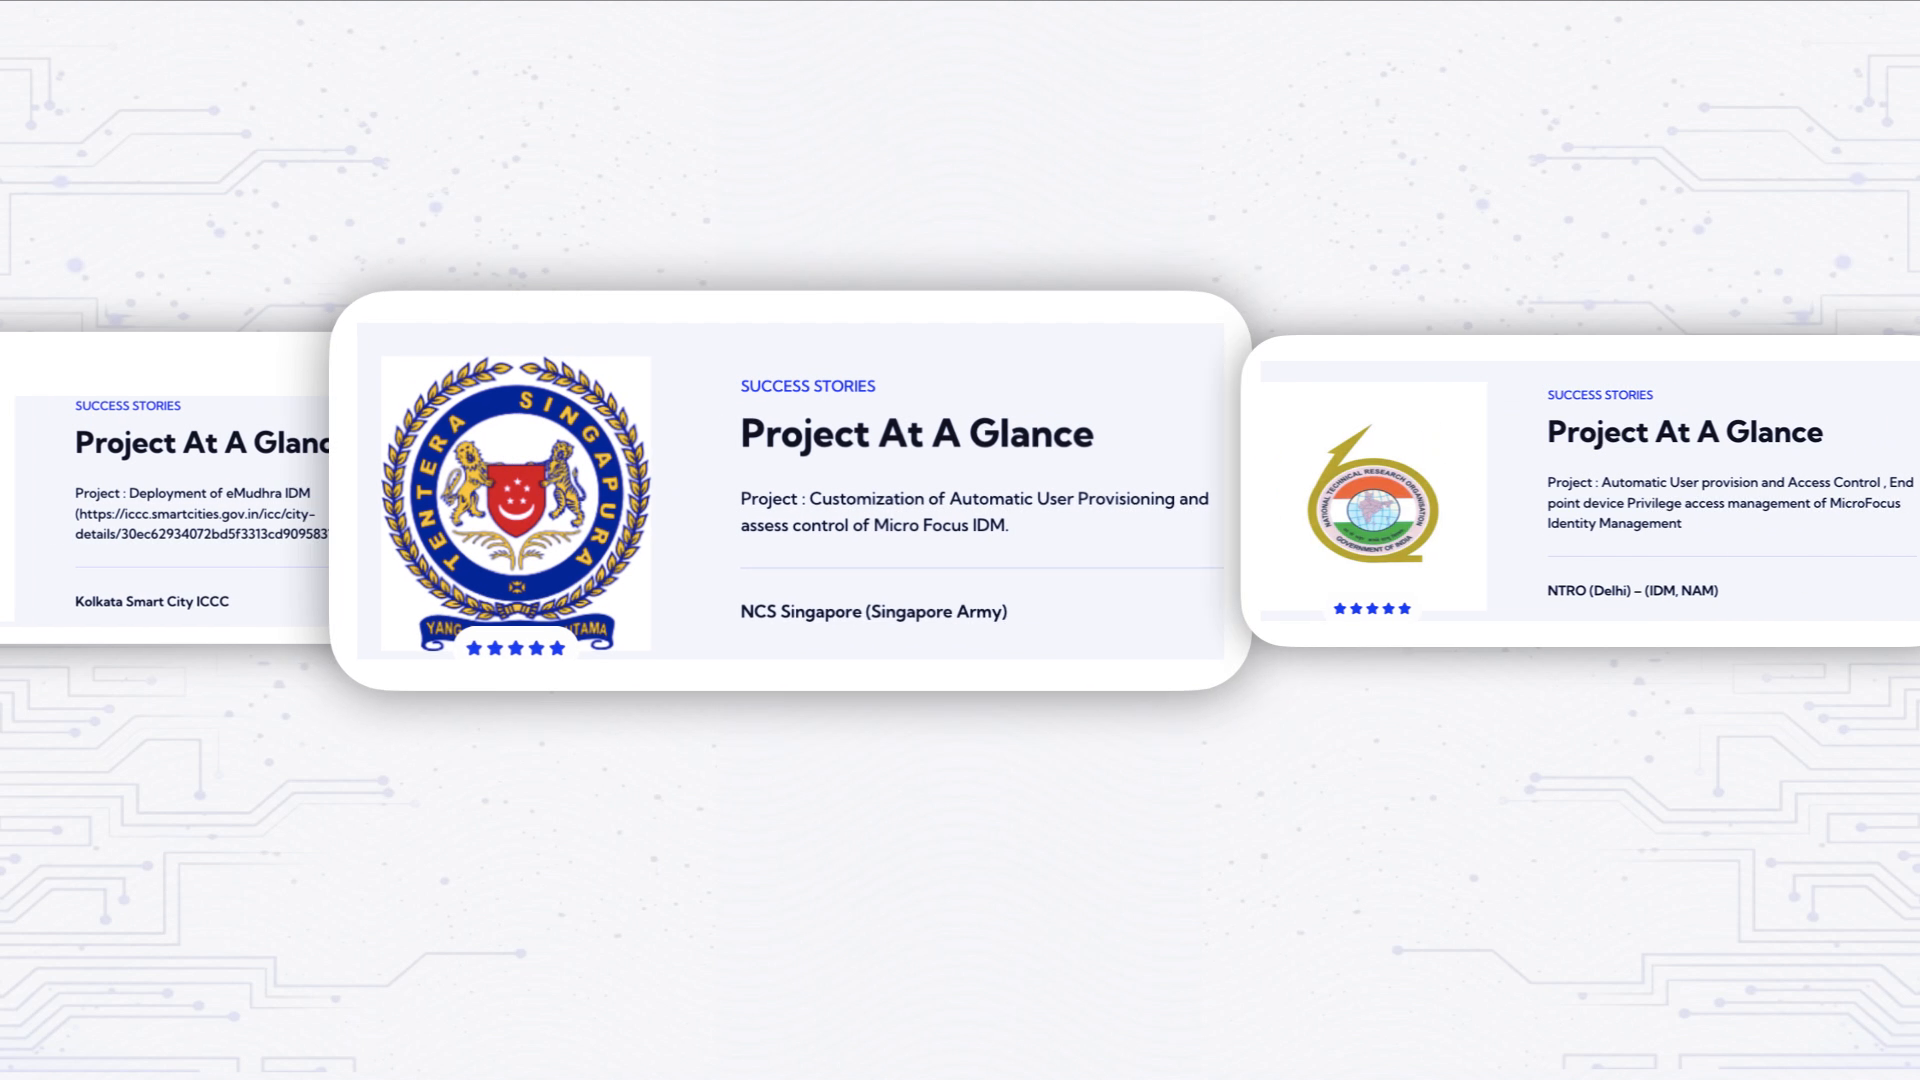 SUCCESS STORIES
Project At A Glanc
Project : Deployment of eMudhra IDM
(https://iccc.smartcities.gov.in/icc/city-
details/30ec62934072bd5f3313cd909583
Kolkata Smart City ICCC
TENTERA SINGAPURA
YANG UTAMA
SUCCESS STORIES
Project At A Glance
Project : Customization of Automatic User Provisioning and
assess control of Micro Focus IDM.
NCS Singapore (Singapore Army)
NATIONAL TECHNICAL RESEARCH ORGANISATION
GOVERNMENT OF INDIA
SUCCESS STORIES
Project At A Glance
Project : Automatic User provision and Access Control , End
point device Privilege access management of MicroFocus
Identity Management
NTRO (Delhi) – (IDM, NAM)